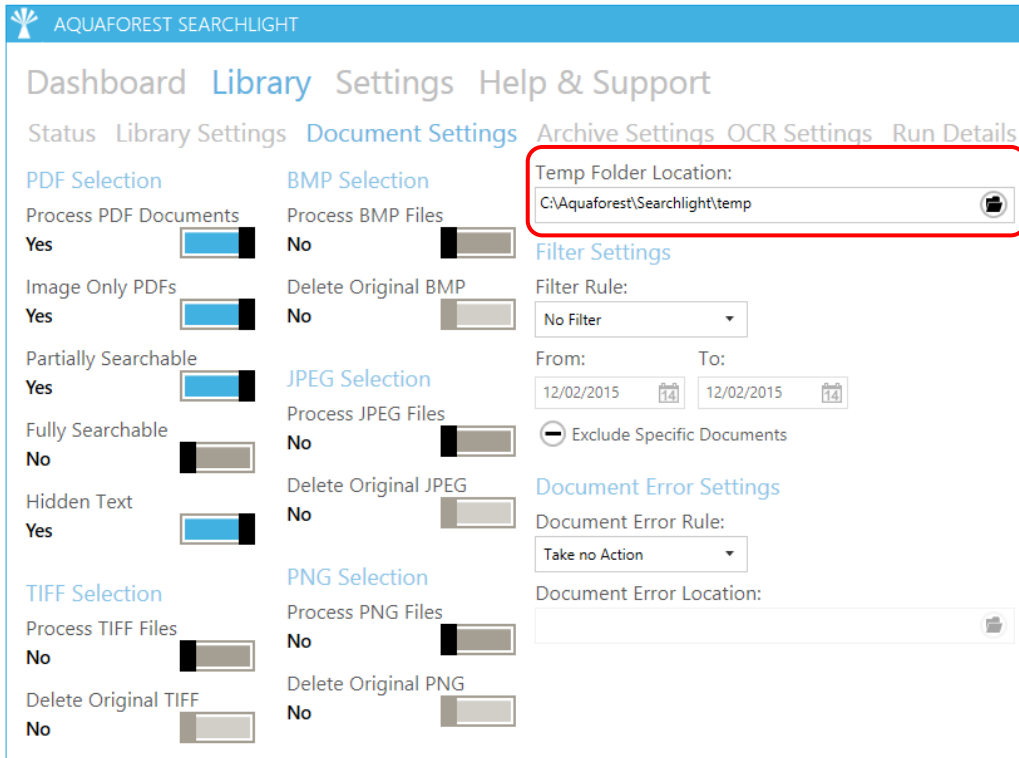 AQUAFOREST SEARCHLIGHT
Dashboard Library Settings Help & Support
Status Library Settings Document Settings Archive Settings OCR Settings Run Details
PDF Selection
Process PDF Documents
Yes
Image Only PDFs
Yes
Partially Searchable
Yes
Fully Searchable
No
Hidden Text
Yes
TIFF Selection
Process TIFF Files
No
Delete Original TIFF
No
BMP Selection
Process BMP Files
No
Delete Original BMP
No
JPEG Selection
Process JPEG Files
No
Delete Original JPEG
No
PNG Selection
Process PNG Files
No
Delete Original PNG
No
Temp Folder Location:
C:\Aquaforest\Searchlight\temp
Filter Settings
Filter Rule:
No Filter
From: To:
12/02/2015 14 12/02/2015 14
Exclude Specific Documents
Document Error Settings
Document Error Rule:
Take no Action
Document Error Location: